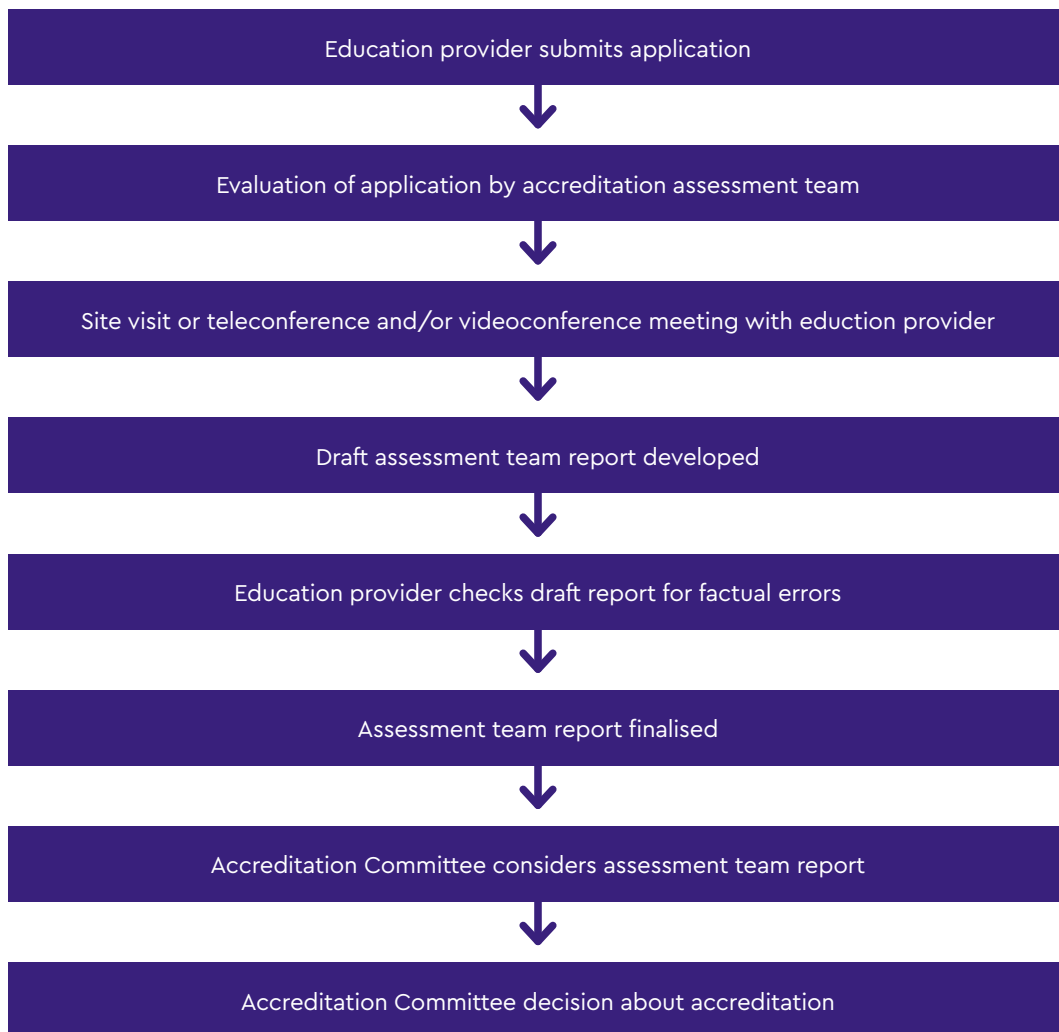 Education provider submits application
Evaluation of application by accreditation assessment team
Site visit or teleconference and/or videoconference meeting with eduction provider
Draft assessment team report developed
Education provider checks draft report for factual errors
Assessment team report finalised
Accreditation Committee considers assessment team report
Accreditation Committee decision about accreditation